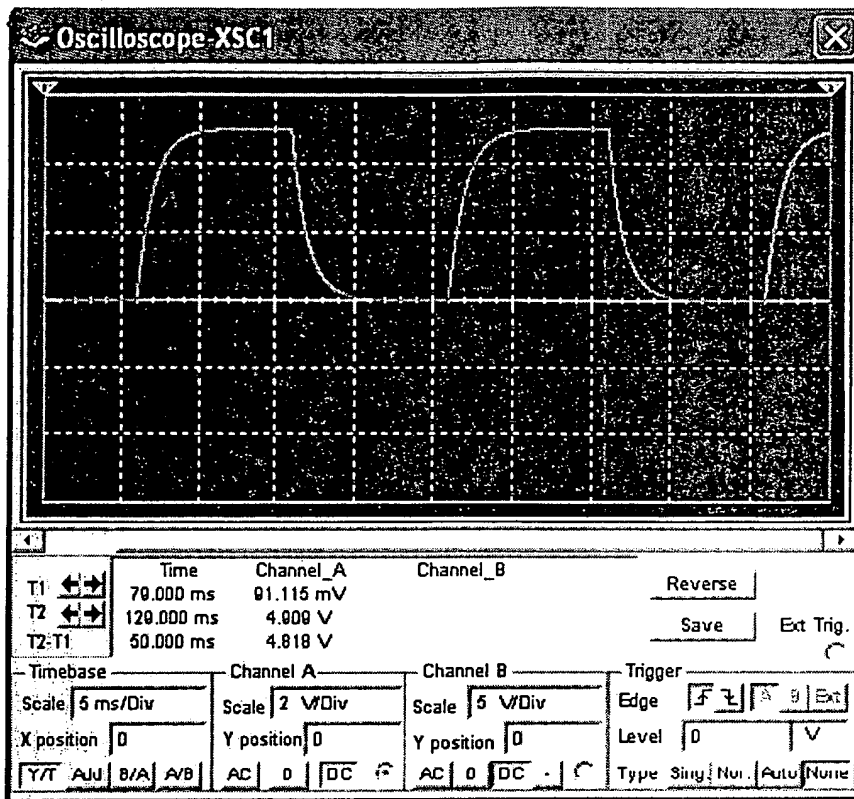 Oscilloscope-XSC1
Time Channel_A Channel_B
T1 79.000 ms 91.115 mV
T2 129.000 ms 4.909 V
T2-T1 50.000 ms 4.818 V
Reverse
Save
Ext Trig.
Timebase
Scale 5 ms/Div
X position 0
Y/T Add B/A A/B
Channel A
Scale 2 V/Div
Y position 0
AC 0 DC
Channel B
Scale 5 V/Div
Y position 0
AC 0 DC -
Trigger
Edge A B Ext
Level 0 V
Type Sing. Nor. Auto None